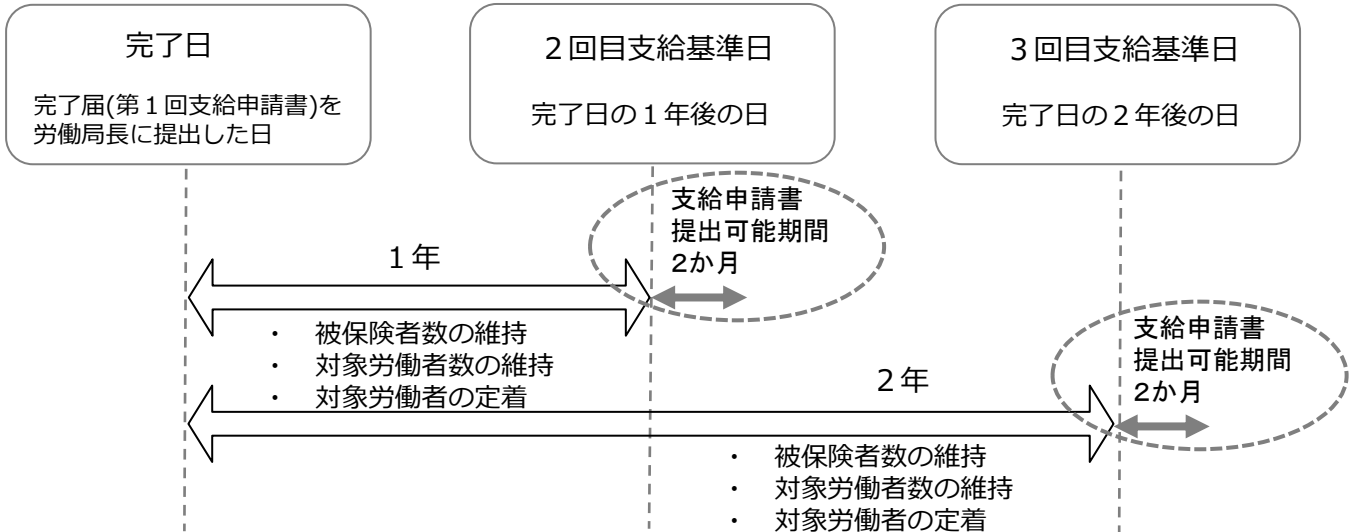 完了日
完了届(第１回支給申請書)を
労働局長に提出した日
２回目支給基準日
完了日の１年後の日
３回目支給基準日
完了日の２年後の日
支給申請書
提出可能期間
2か月
１年
・ 被保険者数の維持
・ 対象労働者数の維持
・ 対象労働者の定着
支給申請書
提出可能期間
2か月
２年
・ 被保険者数の維持
・ 対象労働者数の維持
・ 対象労働者の定着